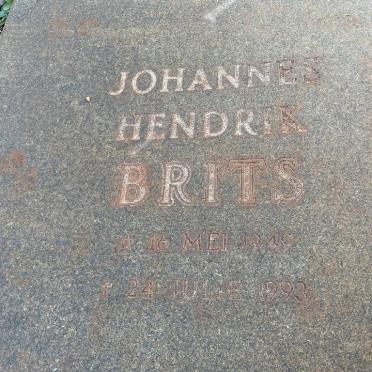 JOHANNES
HENDRIK
BRITS
* 16 MEI 1949
† 24 JULIE 1993